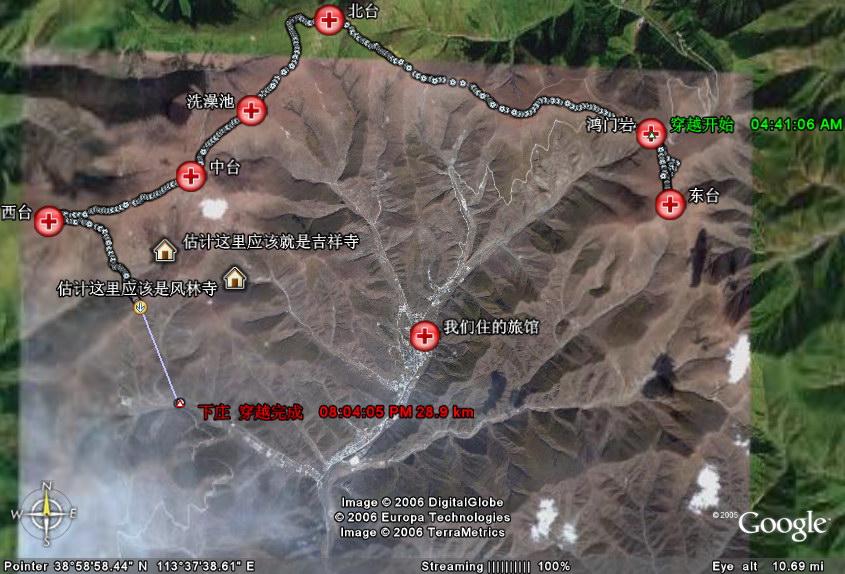 北台
洗澡池
鸿门岩
穿越开始 04:41:06 AM
中台
东台
西台
估计这里应该就是吉祥寺
估计这里应该是风林寺
我们住的旅馆
下庄 穿越完成 08:04:05 PM 28.9 km
N
W E
S
Image © 2006 DigitalGlobe
© 2006 Europa Technologies
Image © 2006 TerraMetrics
© 2005 Google™
Pointer 38°58'58.44" N 113°37'38.61" E Streaming |||||||||| 100% Eye alt 10.69 mi